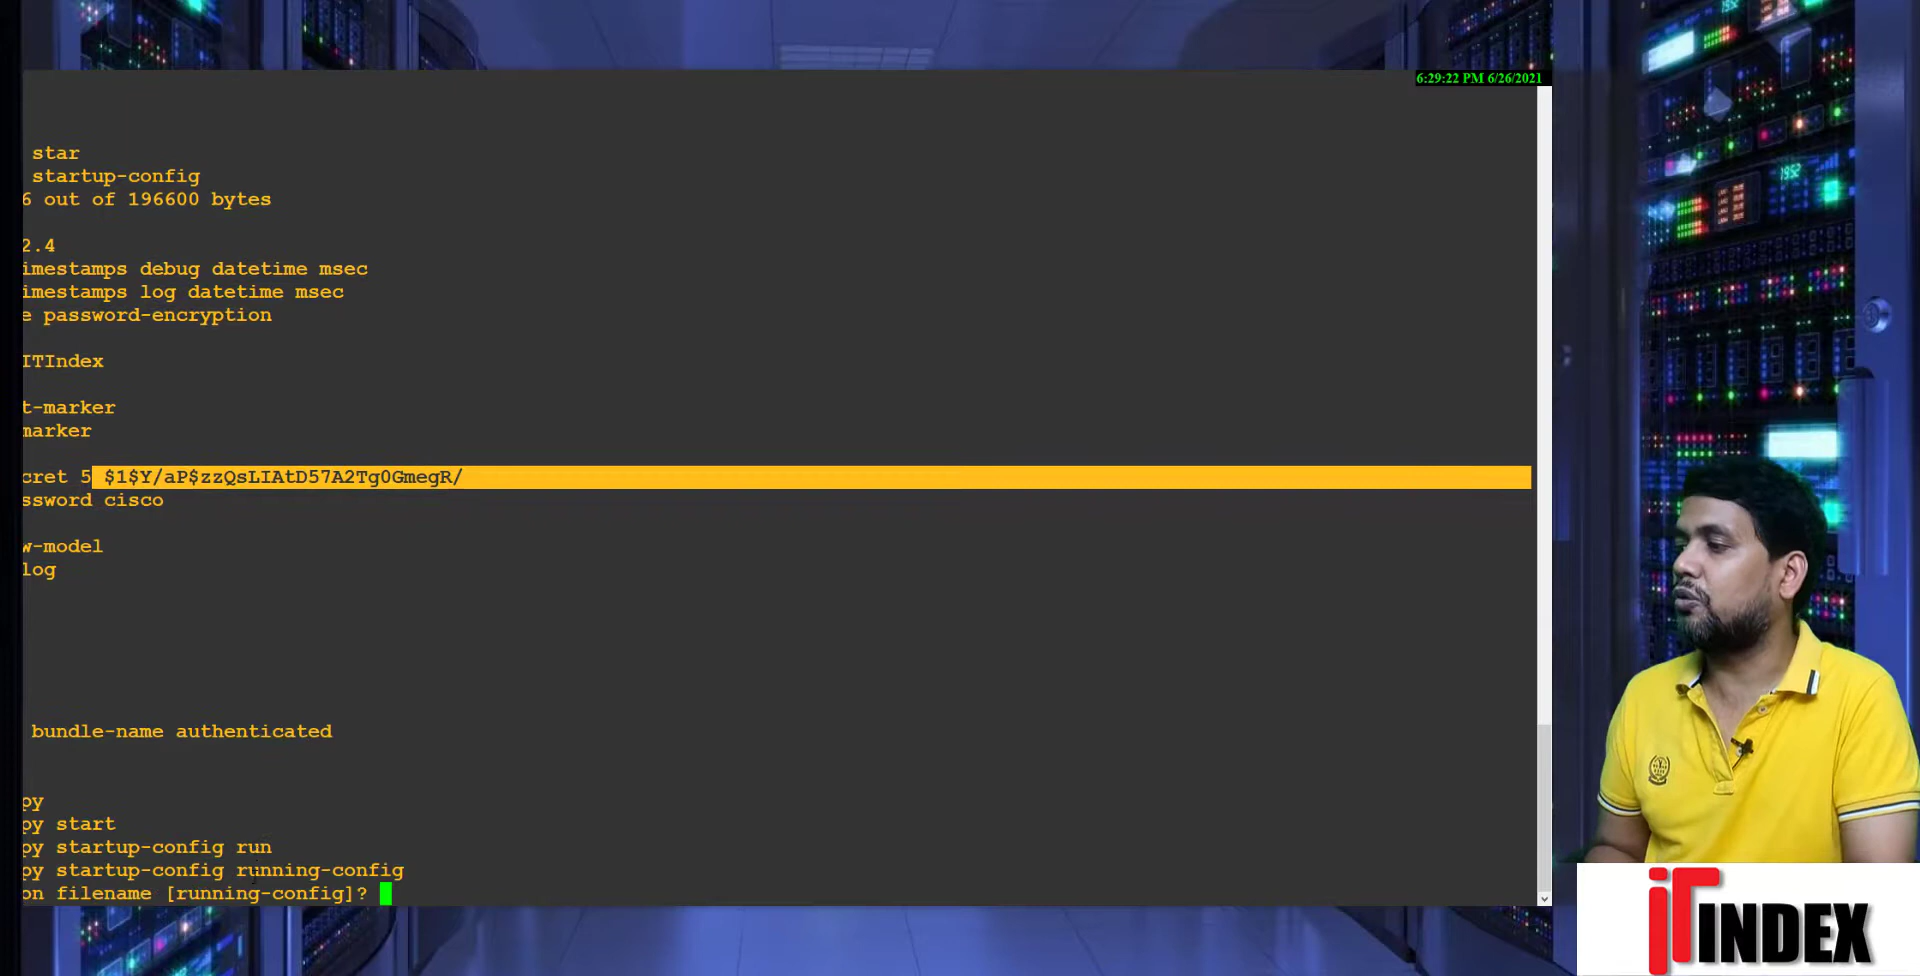 6:29:22 PM 6/26/2021
star
startup-config
6 out of 196600 bytes
2.4
imestamps debug datetime msec
imestamps log datetime msec
e password-encryption
ITIndex
t-marker
marker
cret 5 $1$Y/aP$zzQsLIAtD57A2Tg0GmegR/
ssword cisco
w-model
log
bundle-name authenticated
py
py start
py startup-config run
py startup-config running-config
on filename [running-config]?
iT INDEX